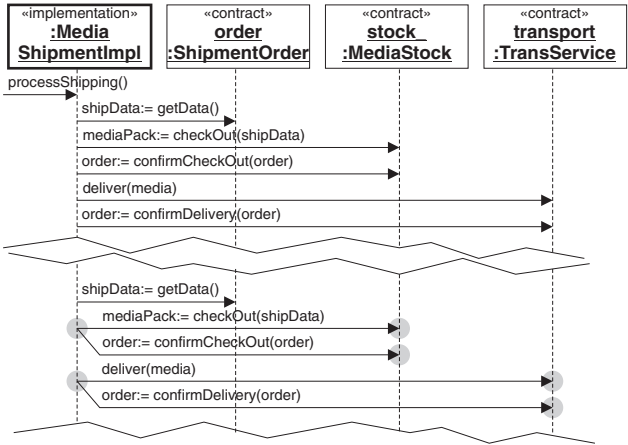 «implementation»
:Media
ShipmentImpl
«contract»
order
:ShipmentOrder
«contract»
stock_
:MediaStock
«contract»
transport
:TransService
processShipping()
shipData:= getData()
mediaPack:= checkOut(shipData)
order:= confirmCheckOut(order)
deliver(media)
order:= confirmDelivery(order)
shipData:= getData()
mediaPack:= checkOut(shipData)
order:= confirmCheckOut(order)
deliver(media)
order:= confirmDelivery(order)